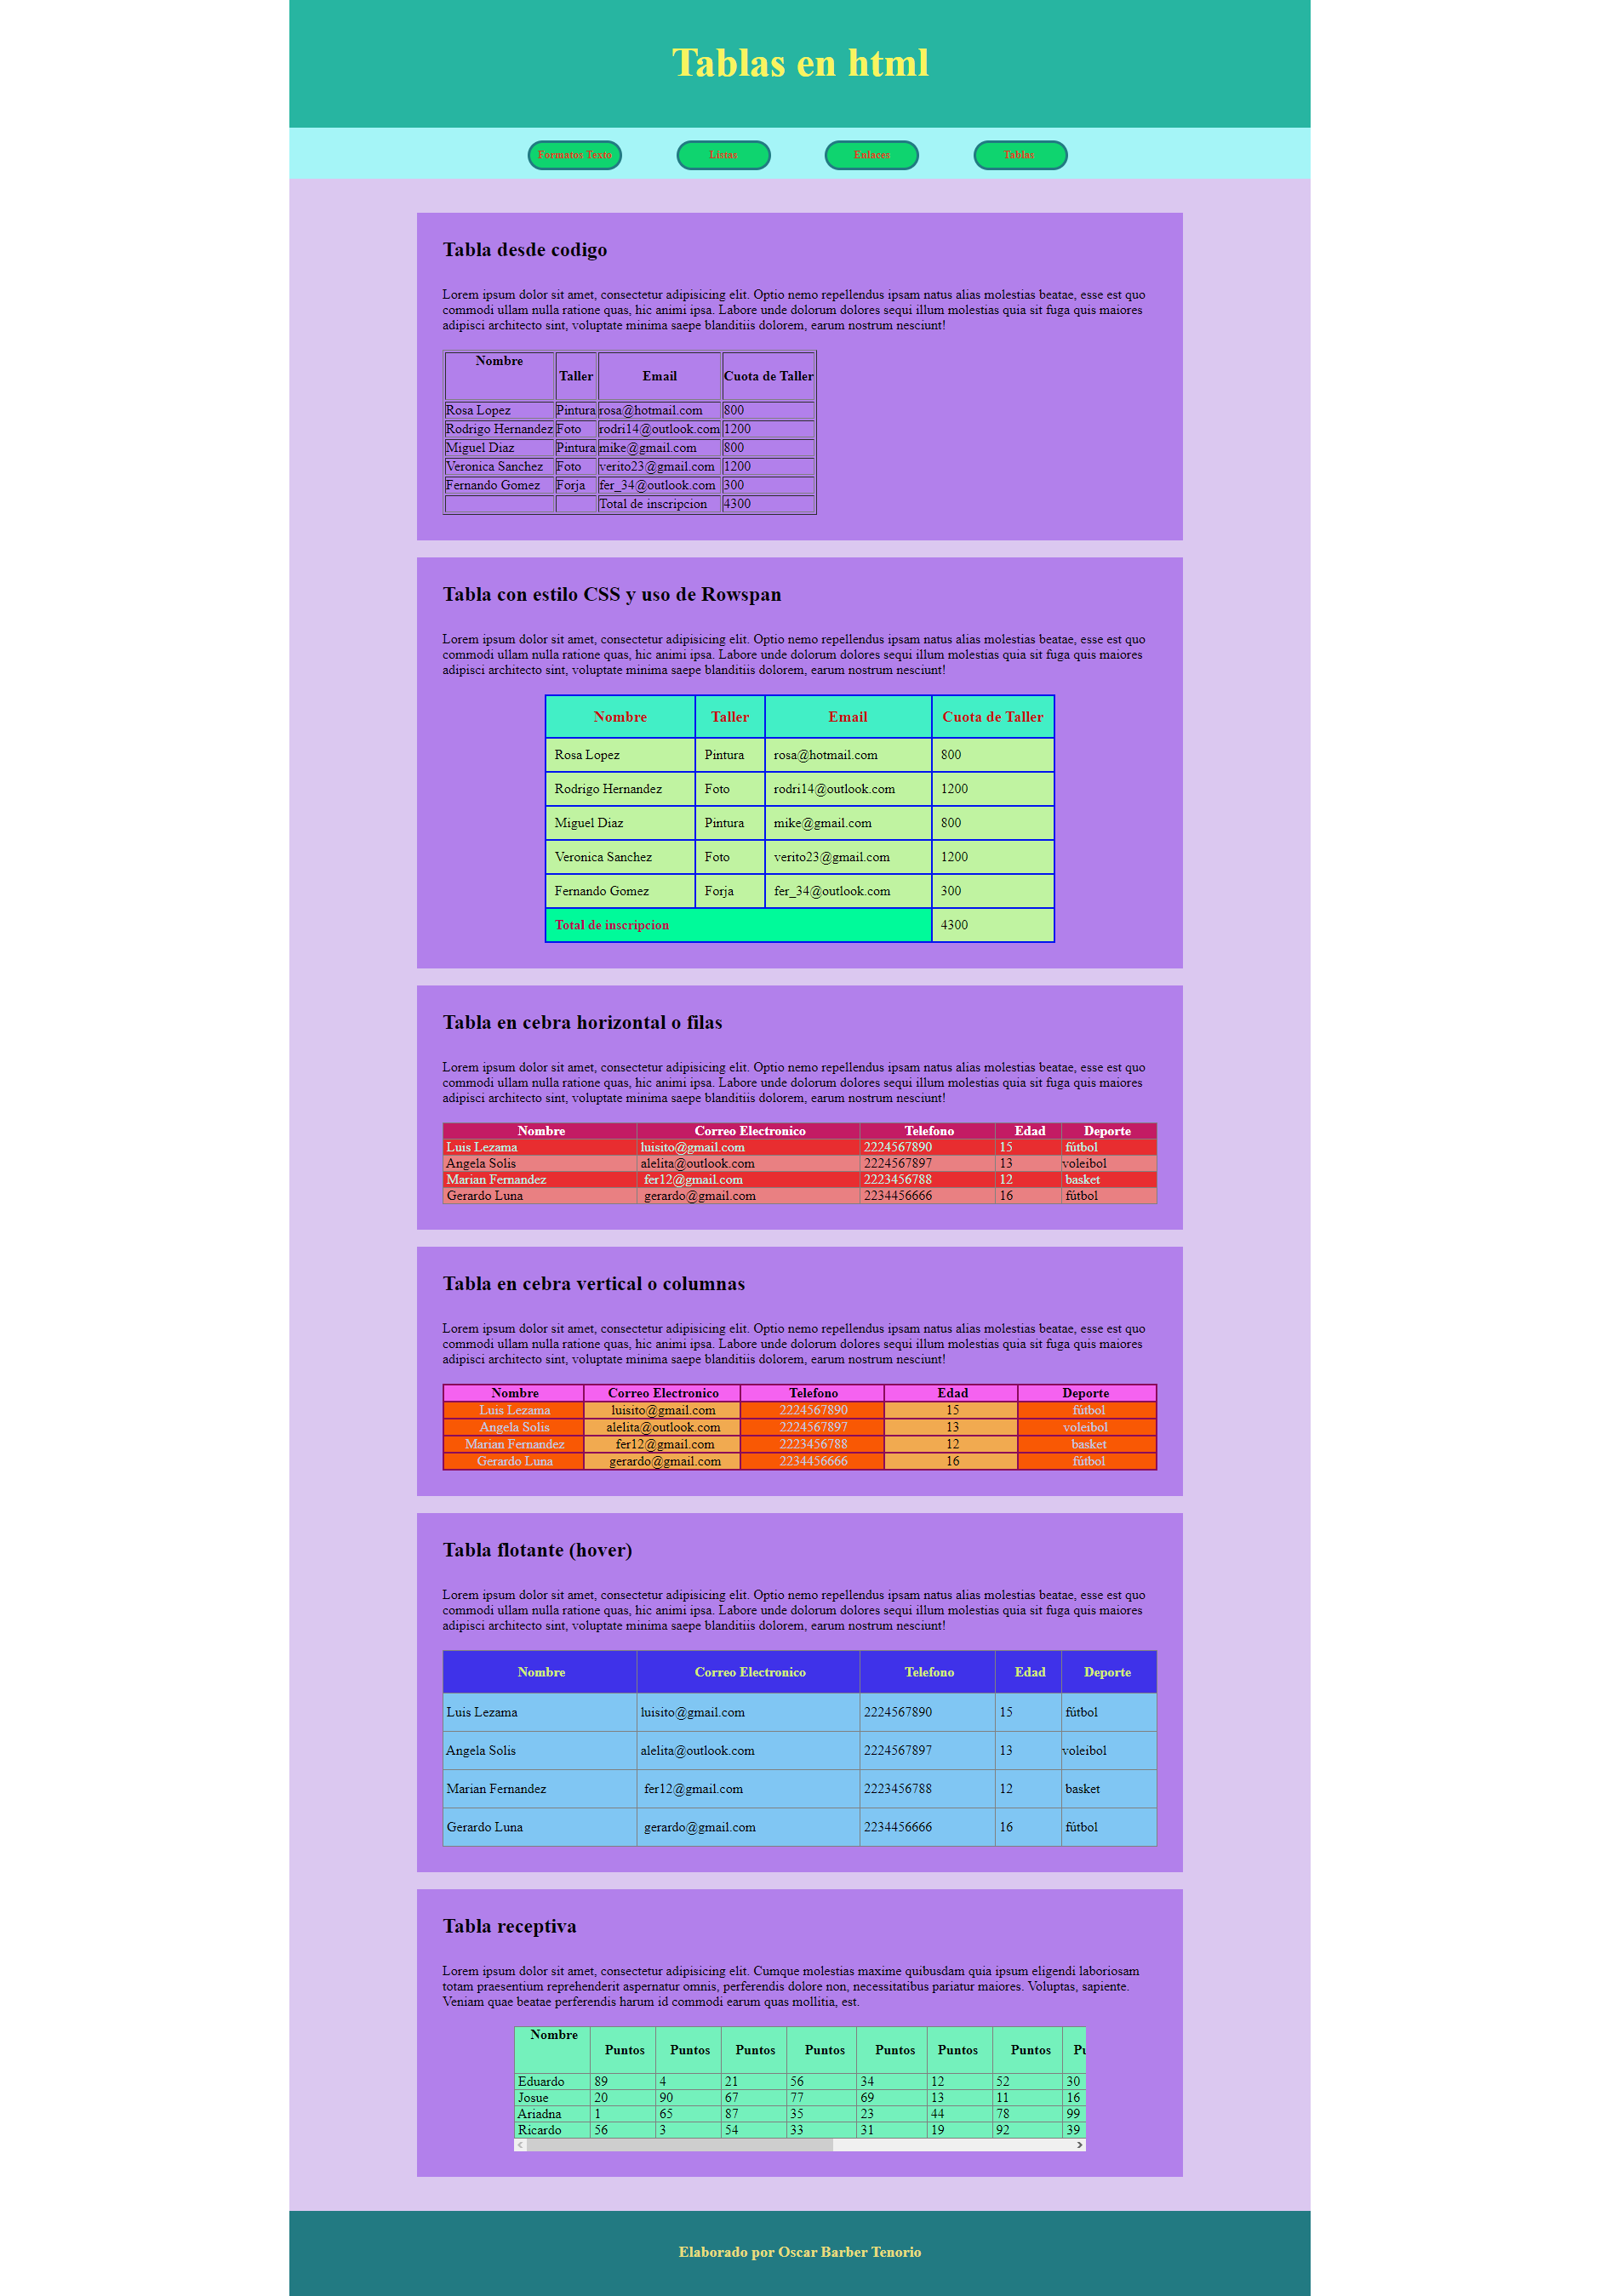 Tablas en html
Formatos Texto Listas Enlaces Tablas
Tabla desde codigo
Lorem ipsum dolor sit amet, consectetur adipisicing elit. Optio nemo repellendus ipsam natus alias molestias beatae, esse est quo
commodi ullam nulla ratione quas, hic animi ipsa. Labore unde dolorum dolores sequi illum molestias quia sit fuga quis maiores
adipisci architecto sint, voluptate minima saepe blanditiis dolorem, earum nostrum nesciunt!
Nombre Taller Email Cuota de Taller
Rosa Lopez Pintura rosa@hotmail.com 800
Rodrigo Hernandez Foto rodri14@outlook.com 1200
Miguel Diaz Pintura mike@gmail.com 800
Veronica Sanchez Foto verito23@gmail.com 1200
Fernando Gomez Forja fer_34@outlook.com 300
Total de inscripcion 4300
Tabla con estilo CSS y uso de Rowspan
Lorem ipsum dolor sit amet, consectetur adipisicing elit. Optio nemo repellendus ipsam natus alias molestias beatae, esse est quo
commodi ullam nulla ratione quas, hic animi ipsa. Labore unde dolorum dolores sequi illum molestias quia sit fuga quis maiores
adipisci architecto sint, voluptate minima saepe blanditiis dolorem, earum nostrum nesciunt!
Nombre Taller Email Cuota de Taller
Rosa Lopez Pintura rosa@hotmail.com 800
Rodrigo Hernandez Foto rodri14@outlook.com 1200
Miguel Diaz Pintura mike@gmail.com 800
Veronica Sanchez Foto verito23@gmail.com 1200
Fernando Gomez Forja fer_34@outlook.com 300
Total de inscripcion 4300
Tabla en cebra horizontal o filas
Lorem ipsum dolor sit amet, consectetur adipisicing elit. Optio nemo repellendus ipsam natus alias molestias beatae, esse est quo
commodi ullam nulla ratione quas, hic animi ipsa. Labore unde dolorum dolores sequi illum molestias quia sit fuga quis maiores
adipisci architecto sint, voluptate minima saepe blanditiis dolorem, earum nostrum nesciunt!
Nombre Correo Electronico Telefono Edad Deporte
Luis Lezama luisito@gmail.com 2224567890 15 fútbol
Angela Solis alelita@outlook.com 2224567897 13 voleibol
Marian Fernandez fer12@gmail.com 2223456788 12 basket
Gerardo Luna gerardo@gmail.com 2234456666 16 fútbol
Tabla en cebra vertical o columnas
Lorem ipsum dolor sit amet, consectetur adipisicing elit. Optio nemo repellendus ipsam natus alias molestias beatae, esse est quo
commodi ullam nulla ratione quas, hic animi ipsa. Labore unde dolorum dolores sequi illum molestias quia sit fuga quis maiores
adipisci architecto sint, voluptate minima saepe blanditiis dolorem, earum nostrum nesciunt!
Nombre Correo Electronico Telefono Edad Deporte
Luis Lezama luisito@gmail.com 2224567890 15 fútbol
Angela Solis alelita@outlook.com 2224567897 13 voleibol
Marian Fernandez fer12@gmail.com 2223456788 12 basket
Gerardo Luna gerardo@gmail.com 2234456666 16 fútbol
Tabla flotante (hover)
Lorem ipsum dolor sit amet, consectetur adipisicing elit. Optio nemo repellendus ipsam natus alias molestias beatae, esse est quo
commodi ullam nulla ratione quas, hic animi ipsa. Labore unde dolorum dolores sequi illum molestias quia sit fuga quis maiores
adipisci architecto sint, voluptate minima saepe blanditiis dolorem, earum nostrum nesciunt!
Nombre Correo Electronico Telefono Edad Deporte
Luis Lezama luisito@gmail.com 2224567890 15 fútbol
Angela Solis alelita@outlook.com 2224567897 13 voleibol
Marian Fernandez fer12@gmail.com 2223456788 12 basket
Gerardo Luna gerardo@gmail.com 2234456666 16 fútbol
Tabla receptiva
Lorem ipsum dolor sit amet, consectetur adipisicing elit. Cumque molestias maxime quibusdam quia ipsum eligendi laboriosam
totam praesentium reprehenderit aspernatur omnis, perferendis dolore non, necessitatibus pariatur maiores. Voluptas, sapiente.
Veniam quae beatae perferendis harum id commodi earum quas mollitia, est.
Nombre Puntos Puntos Puntos Puntos Puntos Puntos Puntos
Eduardo 89 4 21 56 34 12 52 30
Josue 20 90 67 77 69 13 11 16
Ariadna 1 65 87 35 23 44 78 99
Ricardo 56 3 54 33 31 19 92 39
Elaborado por Oscar Barber Tenorio